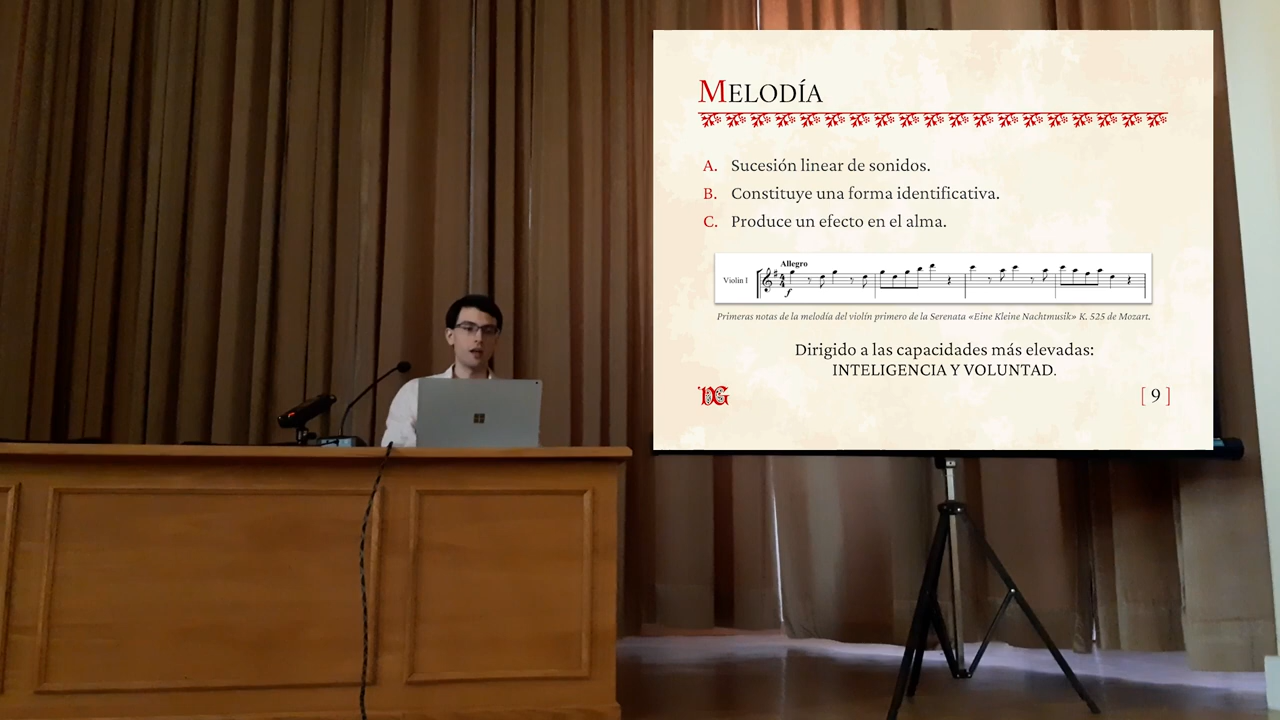 MELODÍA
A. Sucesión linear de sonidos.
B. Constituye una forma identificativa.
C. Produce un efecto en el alma.
Allegro
Violin I
f
Primeras notas de la melodía del violín primero de la Serenata «Eine Kleine Nachtmusik» K. 525 de Mozart.
Dirigido a las capacidades más elevadas:
INTELIGENCIA Y VOLUNTAD.
[ 9 ]